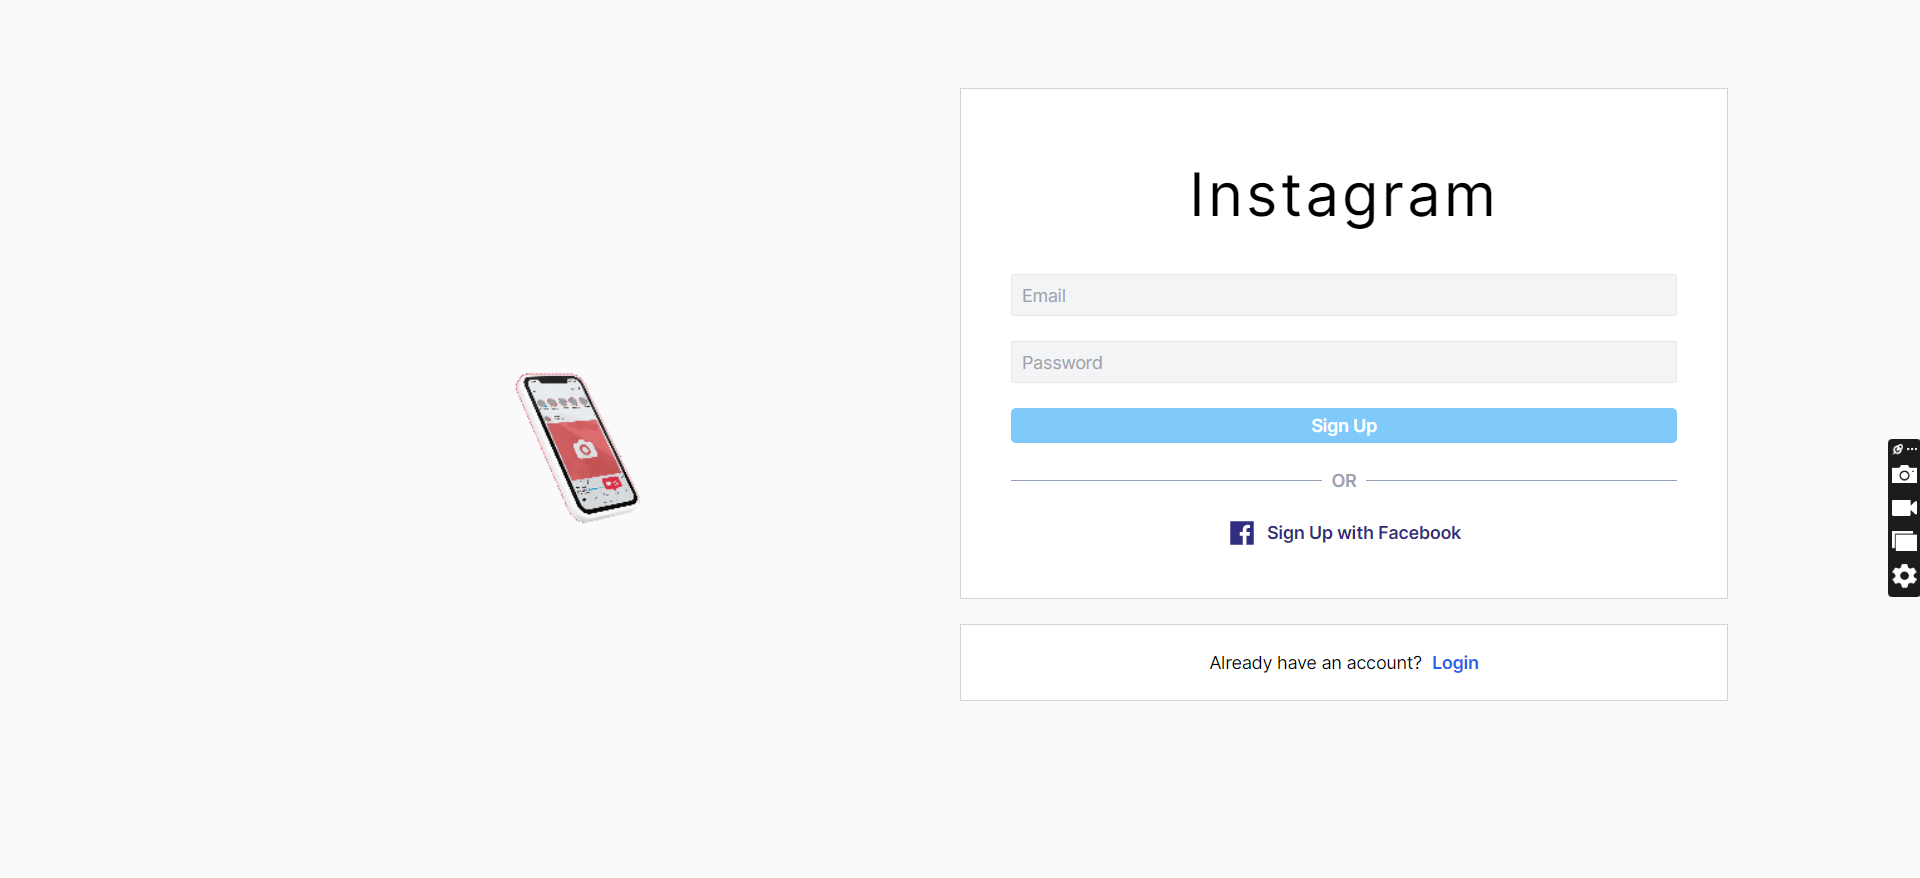 Instagram
Email
Password
Sign Up
OR
Sign Up with Facebook
Already have an account? Login